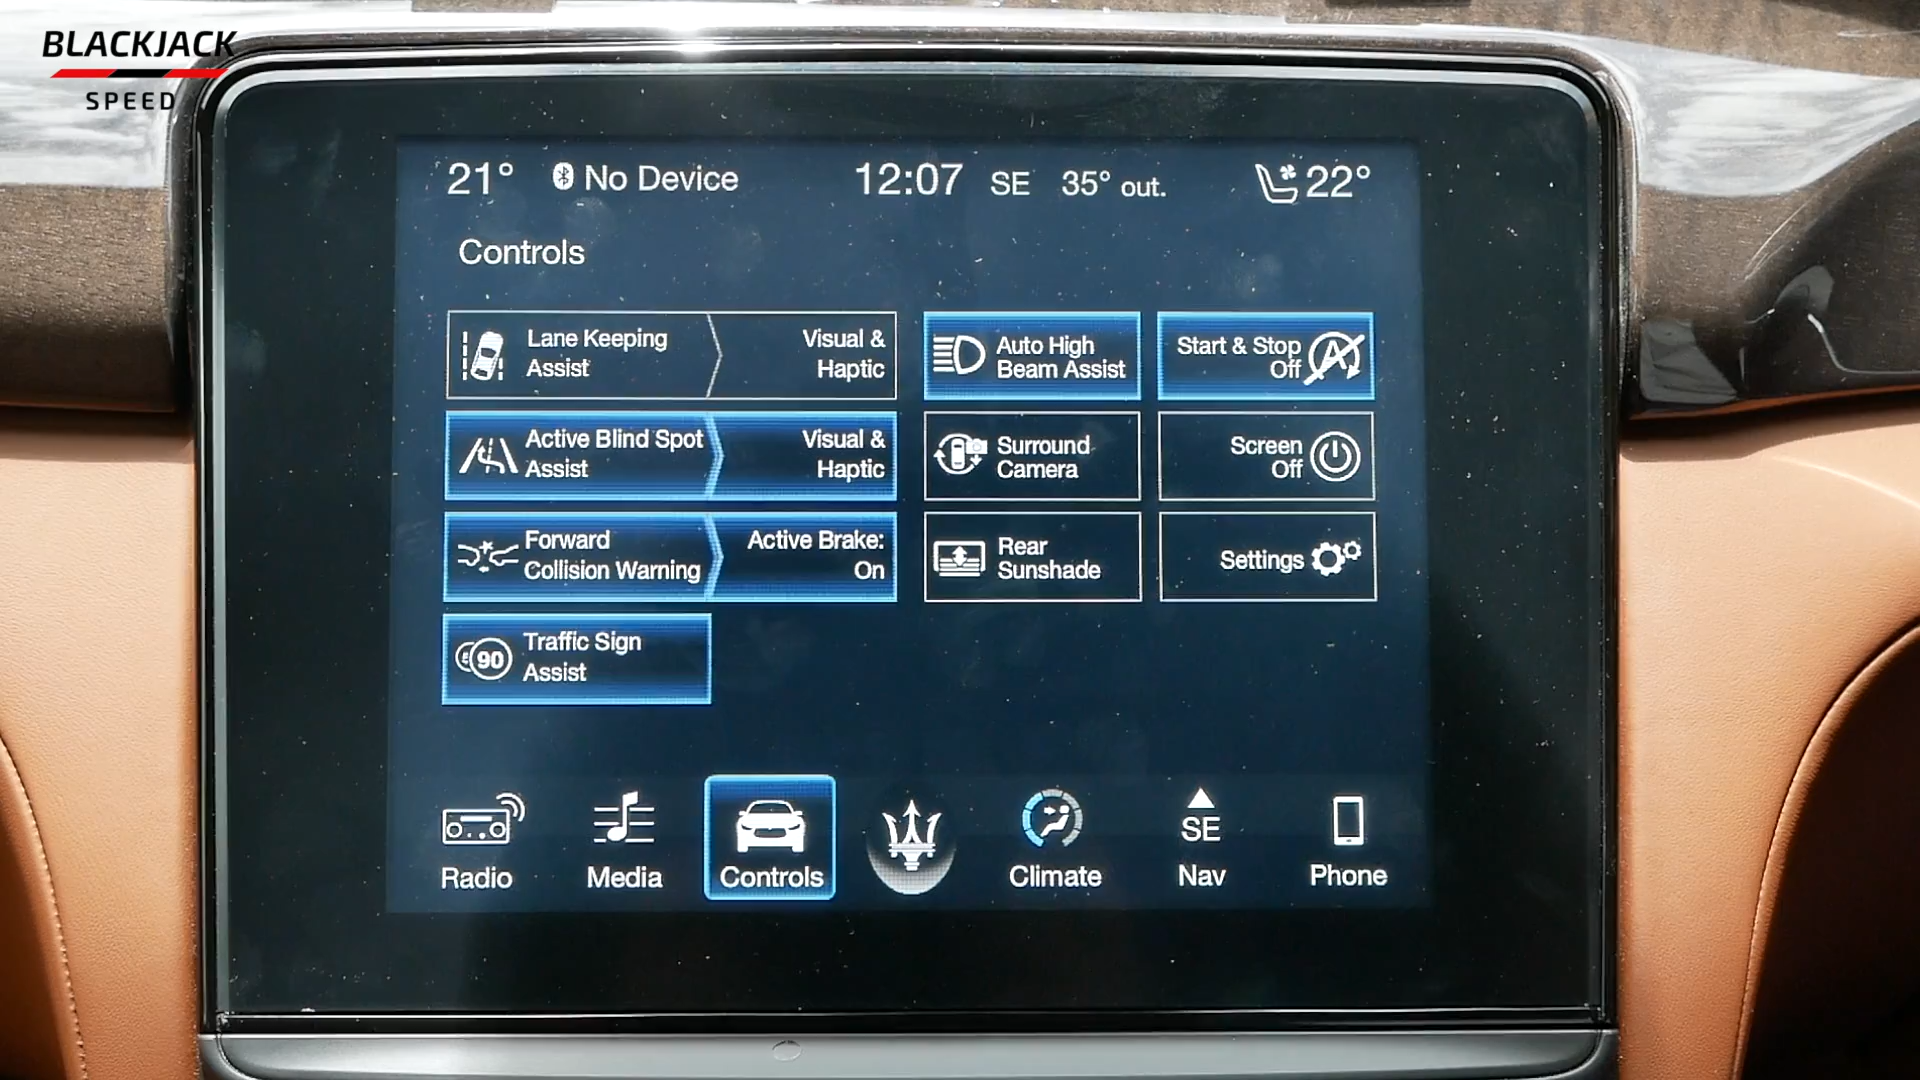 BLACKJACK
SPEED
21° No Device 12:07 SE 35° out. 22°
Controls
Lane Keeping
Assist
Visual &
Haptic
Auto High
Beam Assist
Start & Stop
Off
Active Blind Spot
Assist
Visual &
Haptic
Surround
Camera
Screen
Off
Forward
Collision Warning
Active Brake:
On
Rear
Sunshade
Settings
90
Traffic Sign
Assist
Radio
Media
Controls
Climate
SE
Nav
Phone